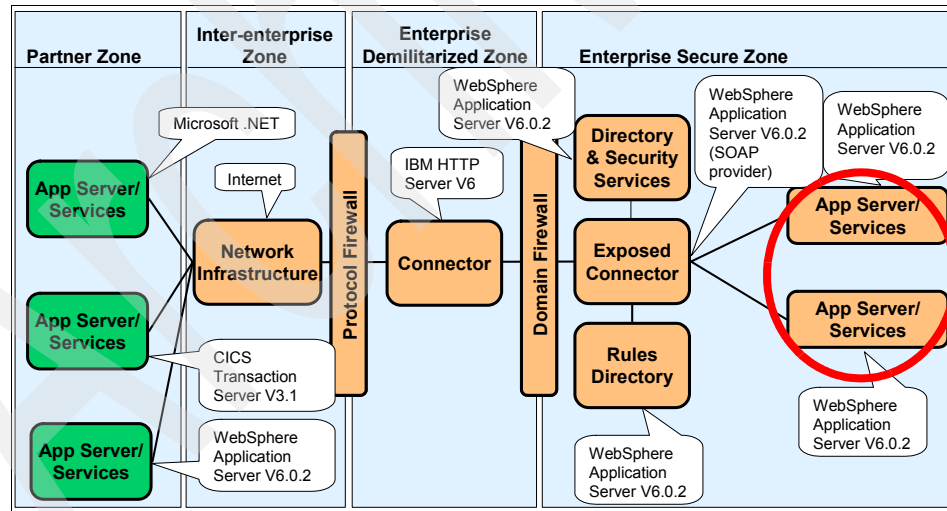 Partner Zone
Inter-enterprise
Zone
Enterprise
Demilitarized Zone
Enterprise Secure Zone
Microsoft .NET
App Server/
Services
App Server/
Services
CICS
Transaction
Server V3.1
App Server/
Services
WebSphere
Application
Server V6.0.2
Internet
Network
Infrastructure
Protocol Firewall
IBM HTTP
Server V6
Connector
Domain Firewall
WebSphere
Application
Server V6.0.2
Directory
& Security
Services
WebSphere
Application
Server V6.0.2
(SOAP
provider)
Exposed
Connector
Rules
Directory
WebSphere
Application
Server V6.0.2
WebSphere
Application
Server V6.0.2
App Server/
Services
App Server/
Services
WebSphere
Application
Server V6.0.2